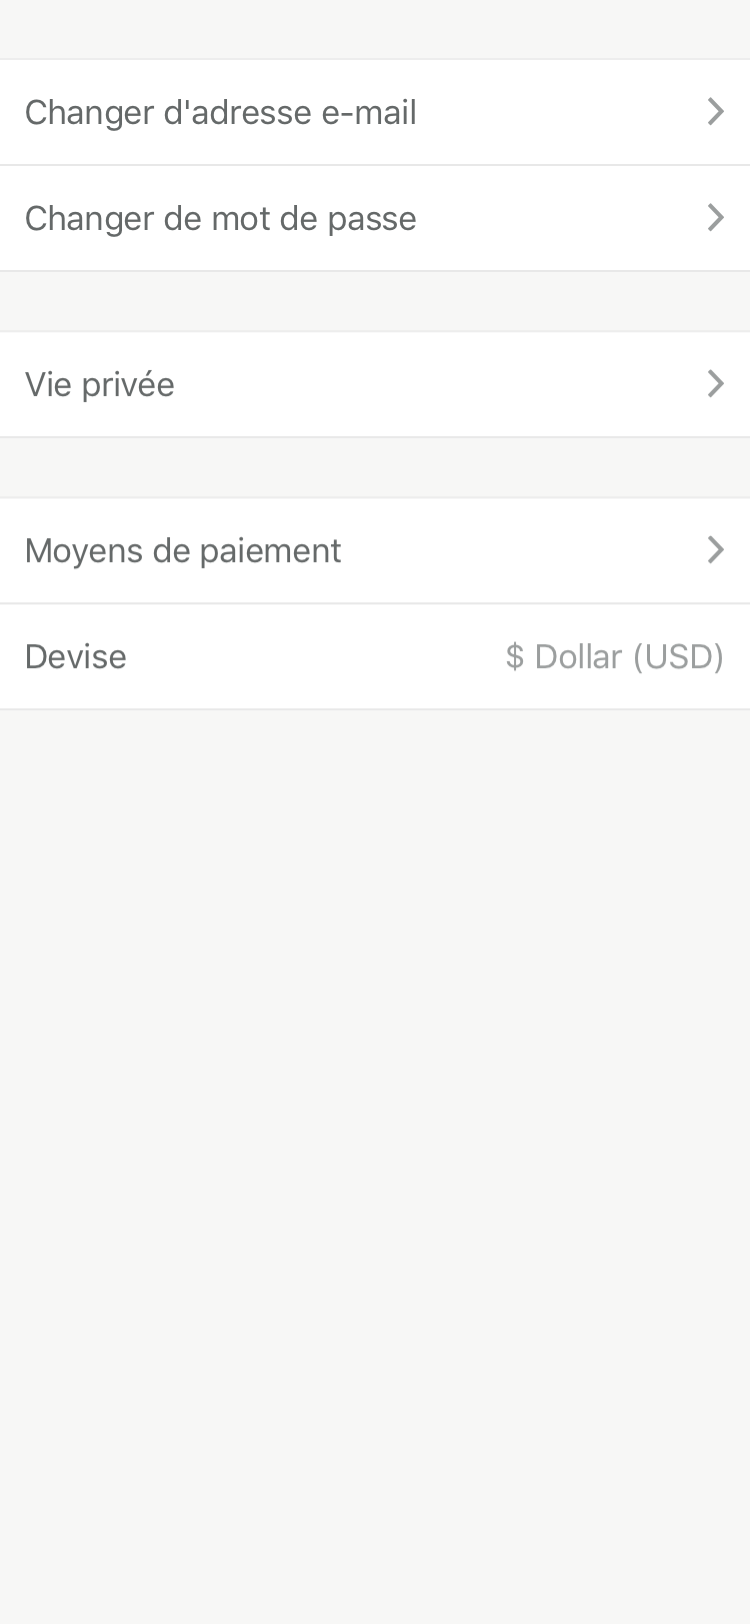 Changer d'adresse e-mail
Changer de mot de passe
Vie privée
Moyens de paiement
Devise $ Dollar (USD)